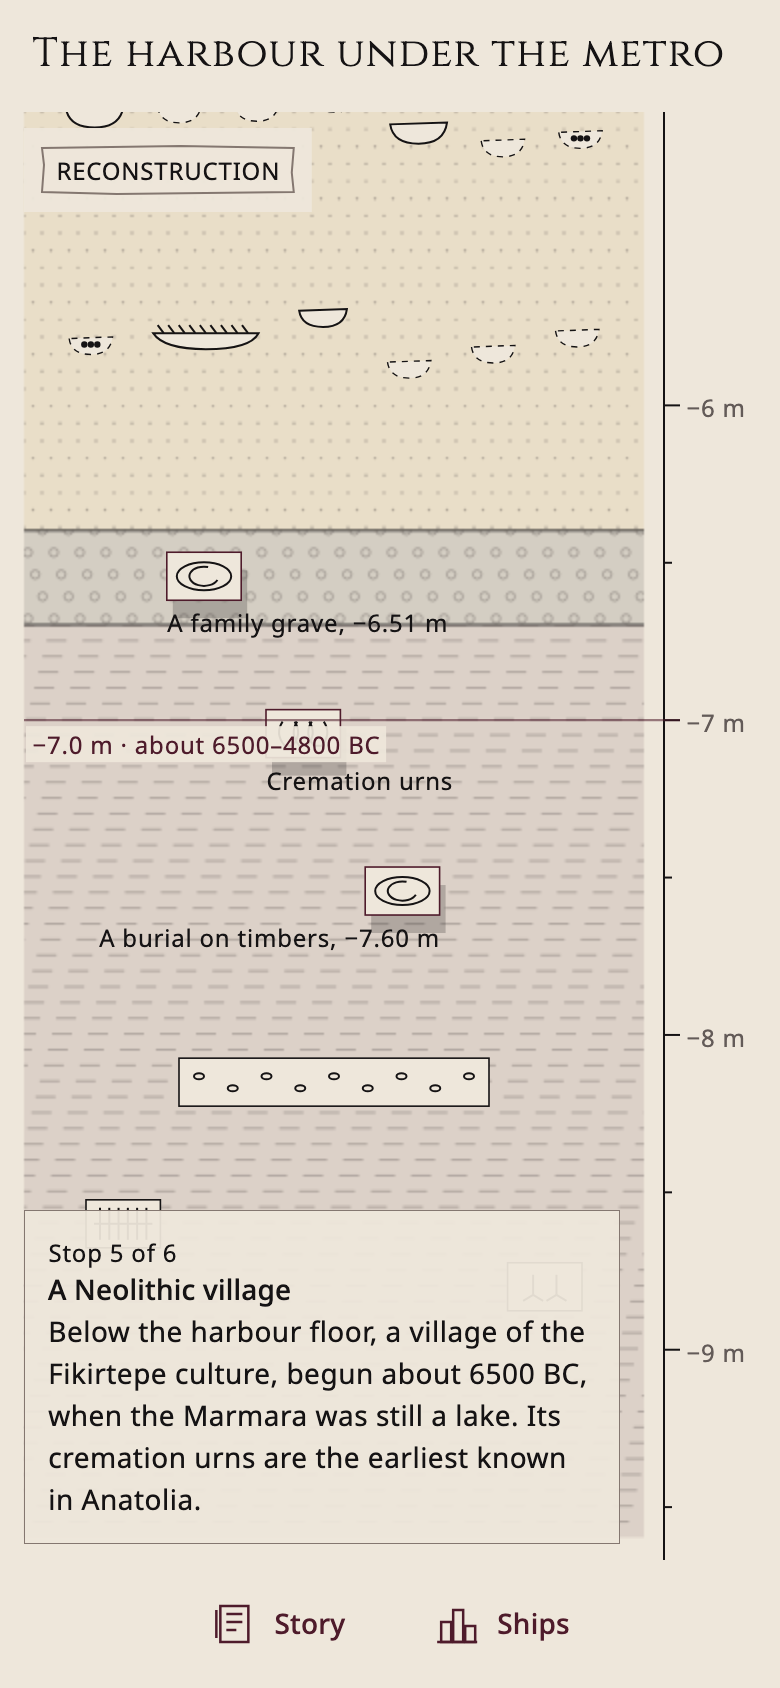 THE HARBOUR UNDER THE METRO
RECONSTRUCTION
−6 m
A family grave, −6.51 m
−7 m
−7.0 m · about 6500–4800 BC
Cremation urns
A burial on timbers, −7.60 m
−8 m
Stop 5 of 6
A Neolithic village
Below the harbour floor, a village of the
Fikirtepe culture, begun about 6500 BC,
when the Marmara was still a lake. Its
cremation urns are the earliest known
in Anatolia.
−9 m
Story
Ships